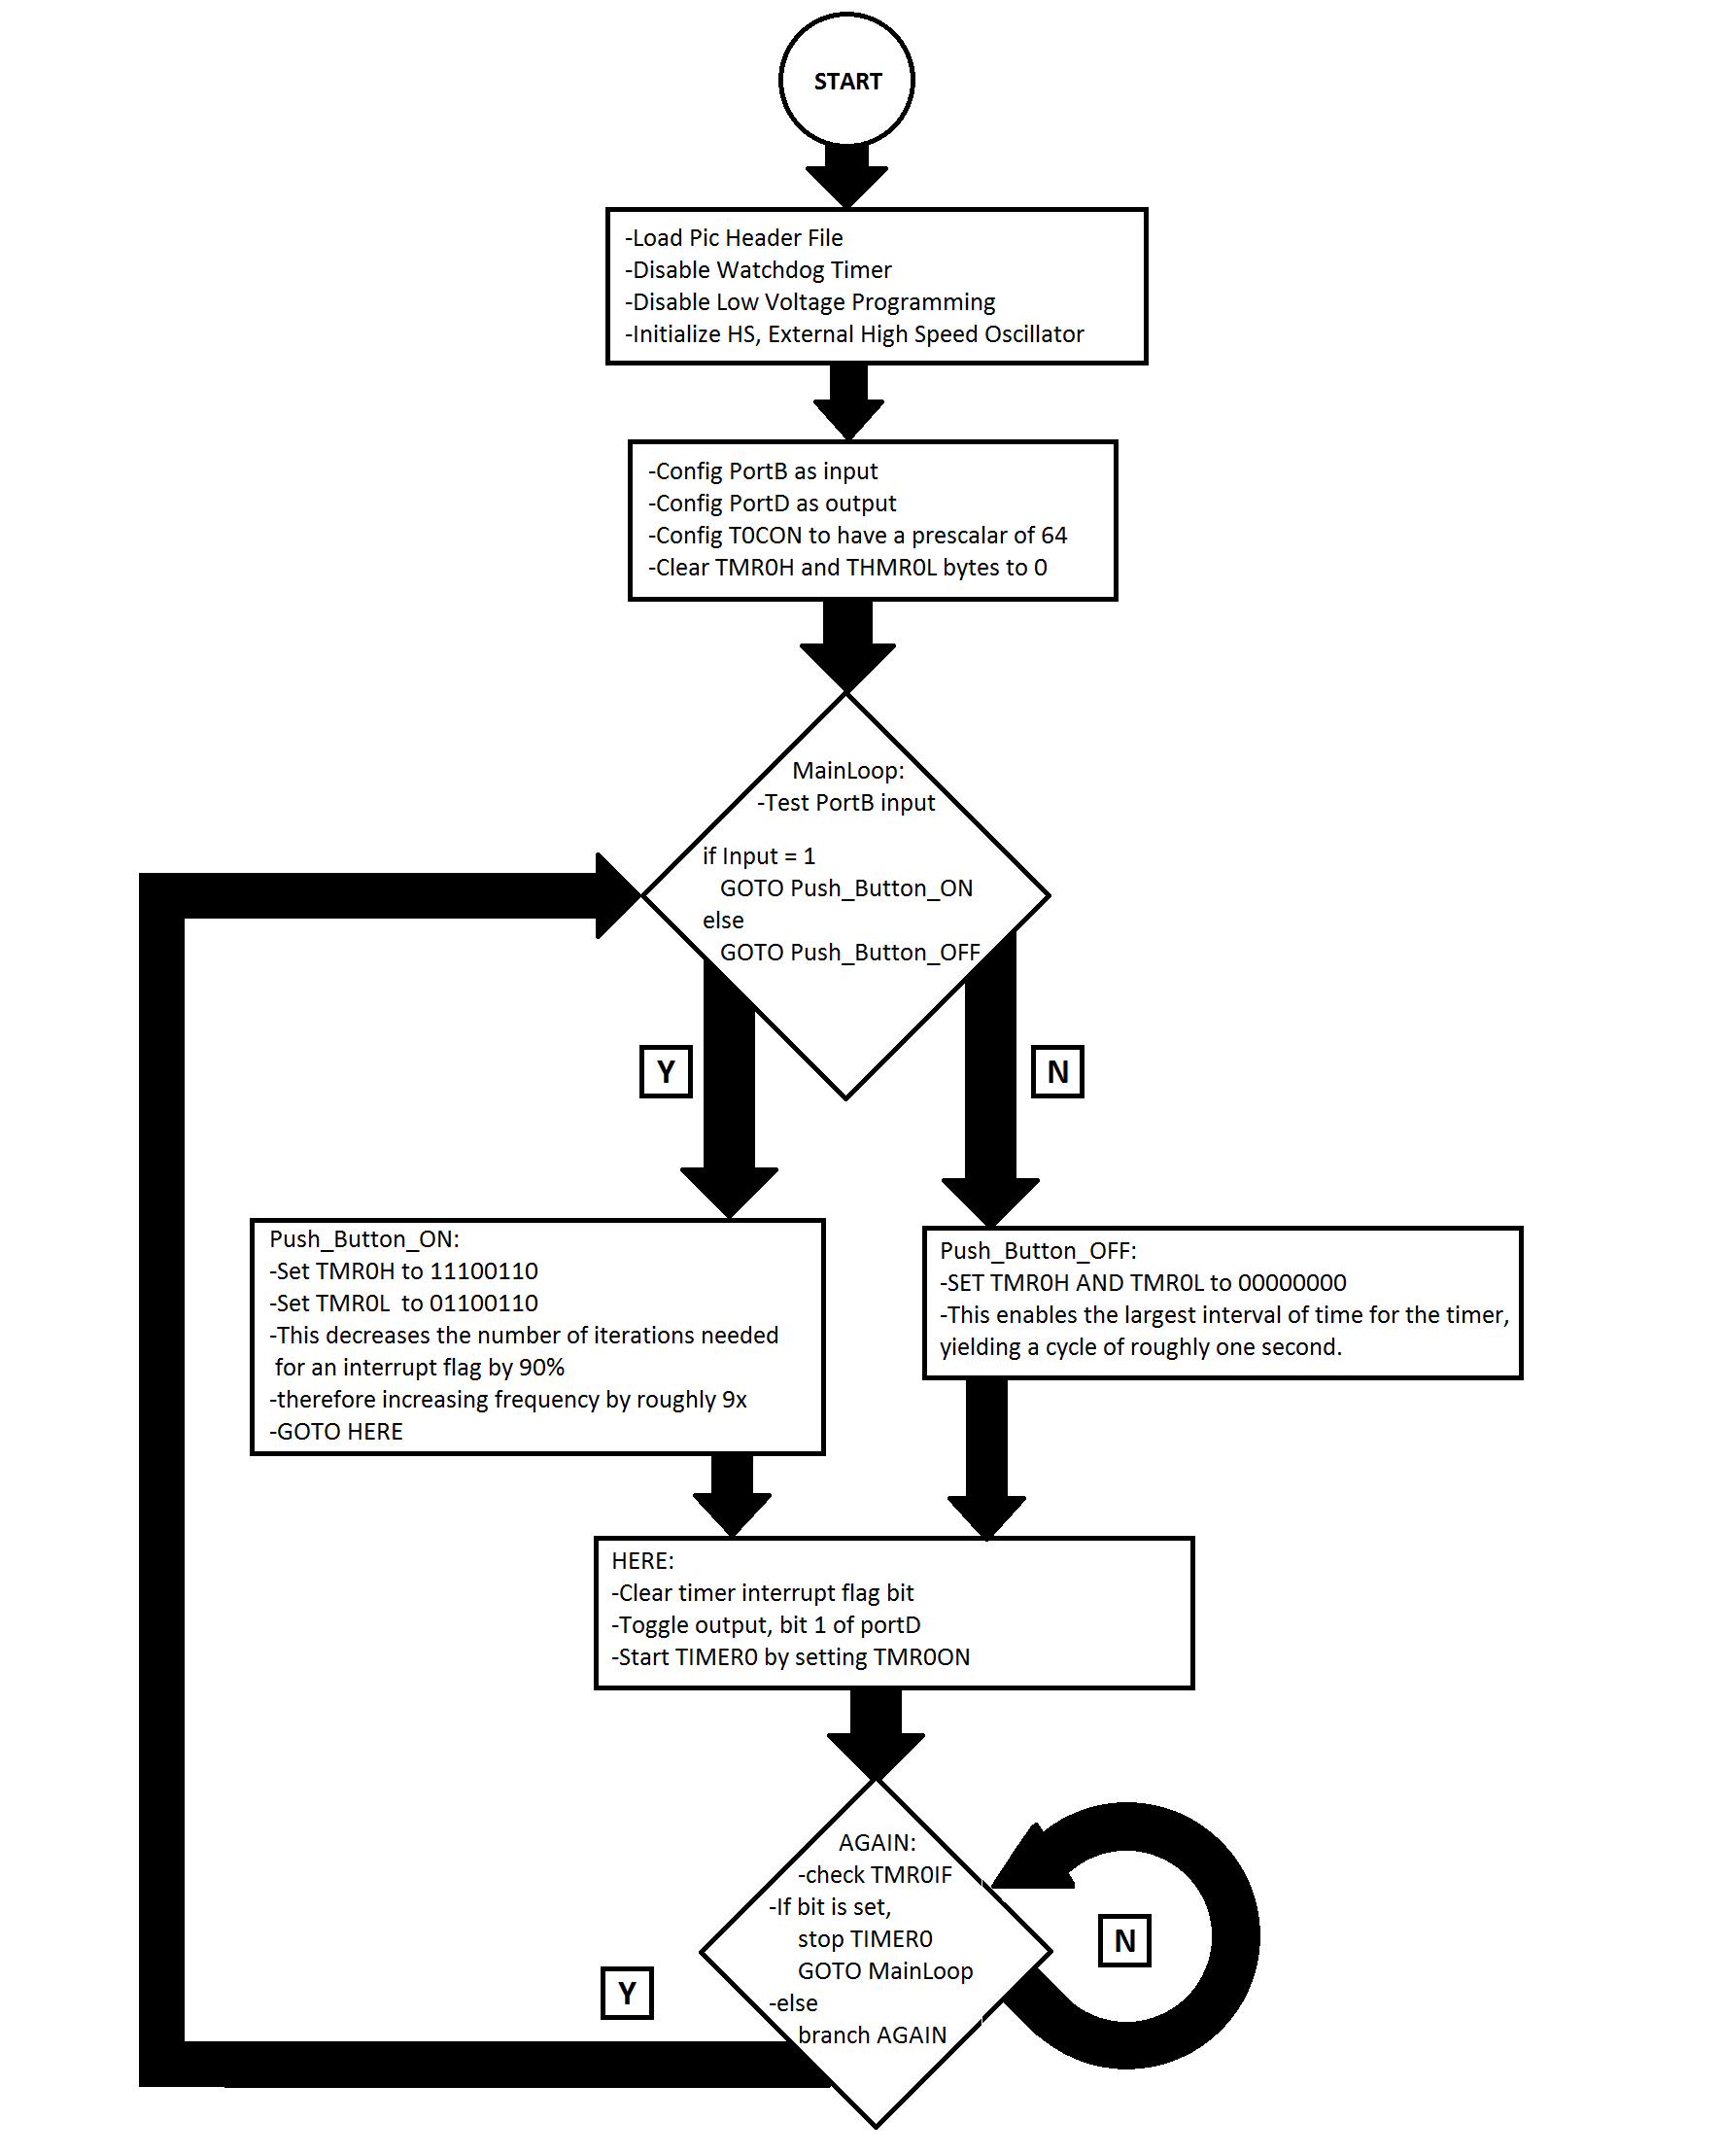 START
-Load Pic Header File
-Disable Watchdog Timer
-Disable Low Voltage Programming
-Initialize HS, External High Speed Oscillator
-Config PortB as input
-Config PortD as output
-Config T0CON to have a prescalar of 64
-Clear TMR0H and THMR0L bytes to 0
MainLoop:
-Test PortB input
if Input = 1
GOTO Push_Button_ON
else
GOTO Push_Button_OFF
Y
N
Push_Button_ON:
-Set TMR0H to 11100110
-Set TMR0L  to 01100110
-This decreases the number of iterations needed
for an interrupt flag by 90%
-therefore increasing frequency by roughly 9x
-GOTO HERE
Push_Button_OFF:
-SET TMR0H AND TMR0L to 00000000
-This enables the largest interval of time for the timer,
yielding a cycle of roughly one second.
HERE:
-Clear timer interrupt flag bit
-Toggle output, bit 1 of portD
-Start TIMER0 by setting TMR0ON
AGAIN:
-check TMR0IF
-If bit is set,
stop TIMER0
GOTO MainLoop
-else
branch AGAIN
N
Y